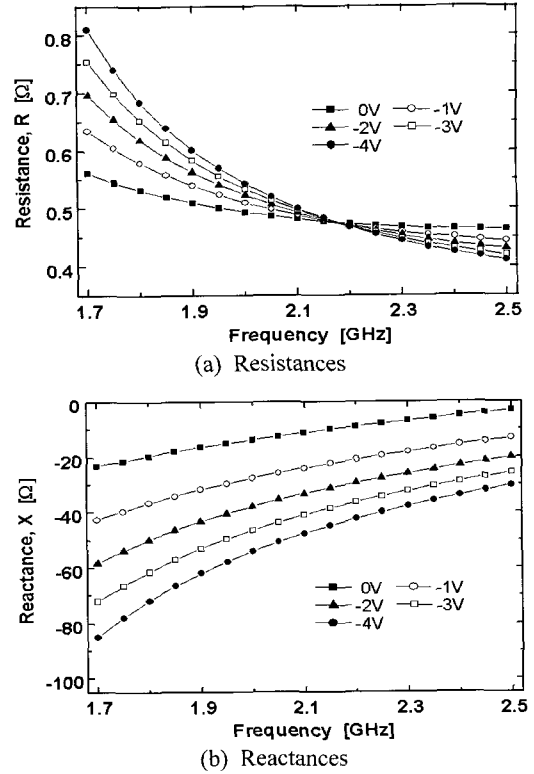 0.8
0.7
0.6
0.5
0.4
Resistance, R [Ω]
0V -1V
-2V -3V
-4V
1.7 1.9 2.1 2.3 2.5
Frequency [GHz]
(a) Resistances
0
-20
-40
-60
-80
-100
Reactance, X [Ω]
0V -1V
-2V -3V
-4V
1.7 1.9 2.1 2.3 2.5
Frequency [GHz]
(b) Reactances